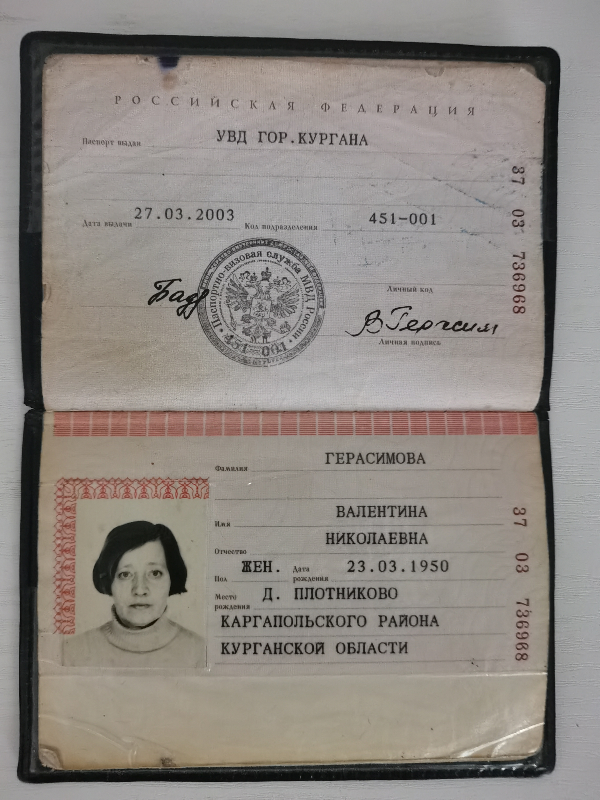 РОССИЙСКАЯ ФЕДЕРАЦИЯ
Паспорт выдан УВД ГОР.КУРГАНА
Дата выдачи 27.03.2003 Код подразделения 451-001
37 03 736968
Паспортно-визовая служба МВД России
451-001
Личный код
В Герасим
Личная подпись
Фамилия ГЕРАСИМОВА
Имя ВАЛЕНТИНА
Отчество НИКОЛАЕВНА
Пол ЖЕН. Дата рождения 23.03.1950
Место рождения Д. ПЛОТНИКОВО
КАРГАПОЛЬСКОГО РАЙОНА
КУРГАНСКОЙ ОБЛАСТИ
37 03 736968